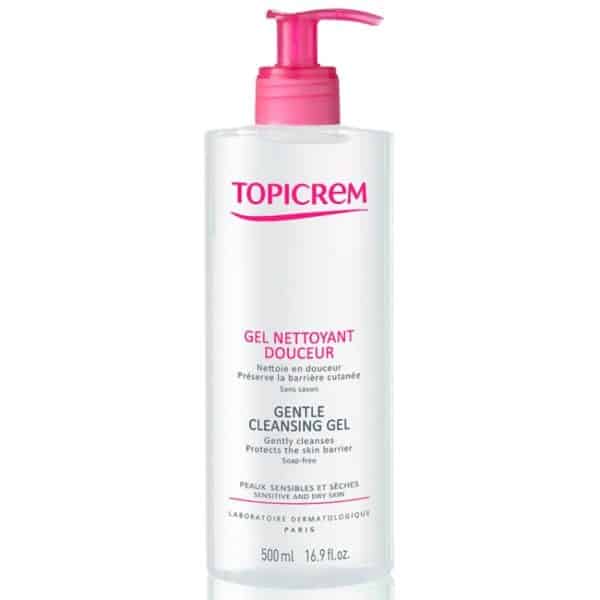 TOPICREM
GEL NETTOYANT
DOUCEUR
Nettoie en douceur
Préserve la barrière cutanée
Sans savon
GENTLE
CLEANSING GEL
Gently cleanses
Protects the skin barrier
Soap-free
PEAUX SENSIBLES ET SÈCHES
SENSITIVE AND DRY SKIN
LABORATOIRE DERMATOLOGIQUE
PARIS
500 ml 16.9 fl. oz.